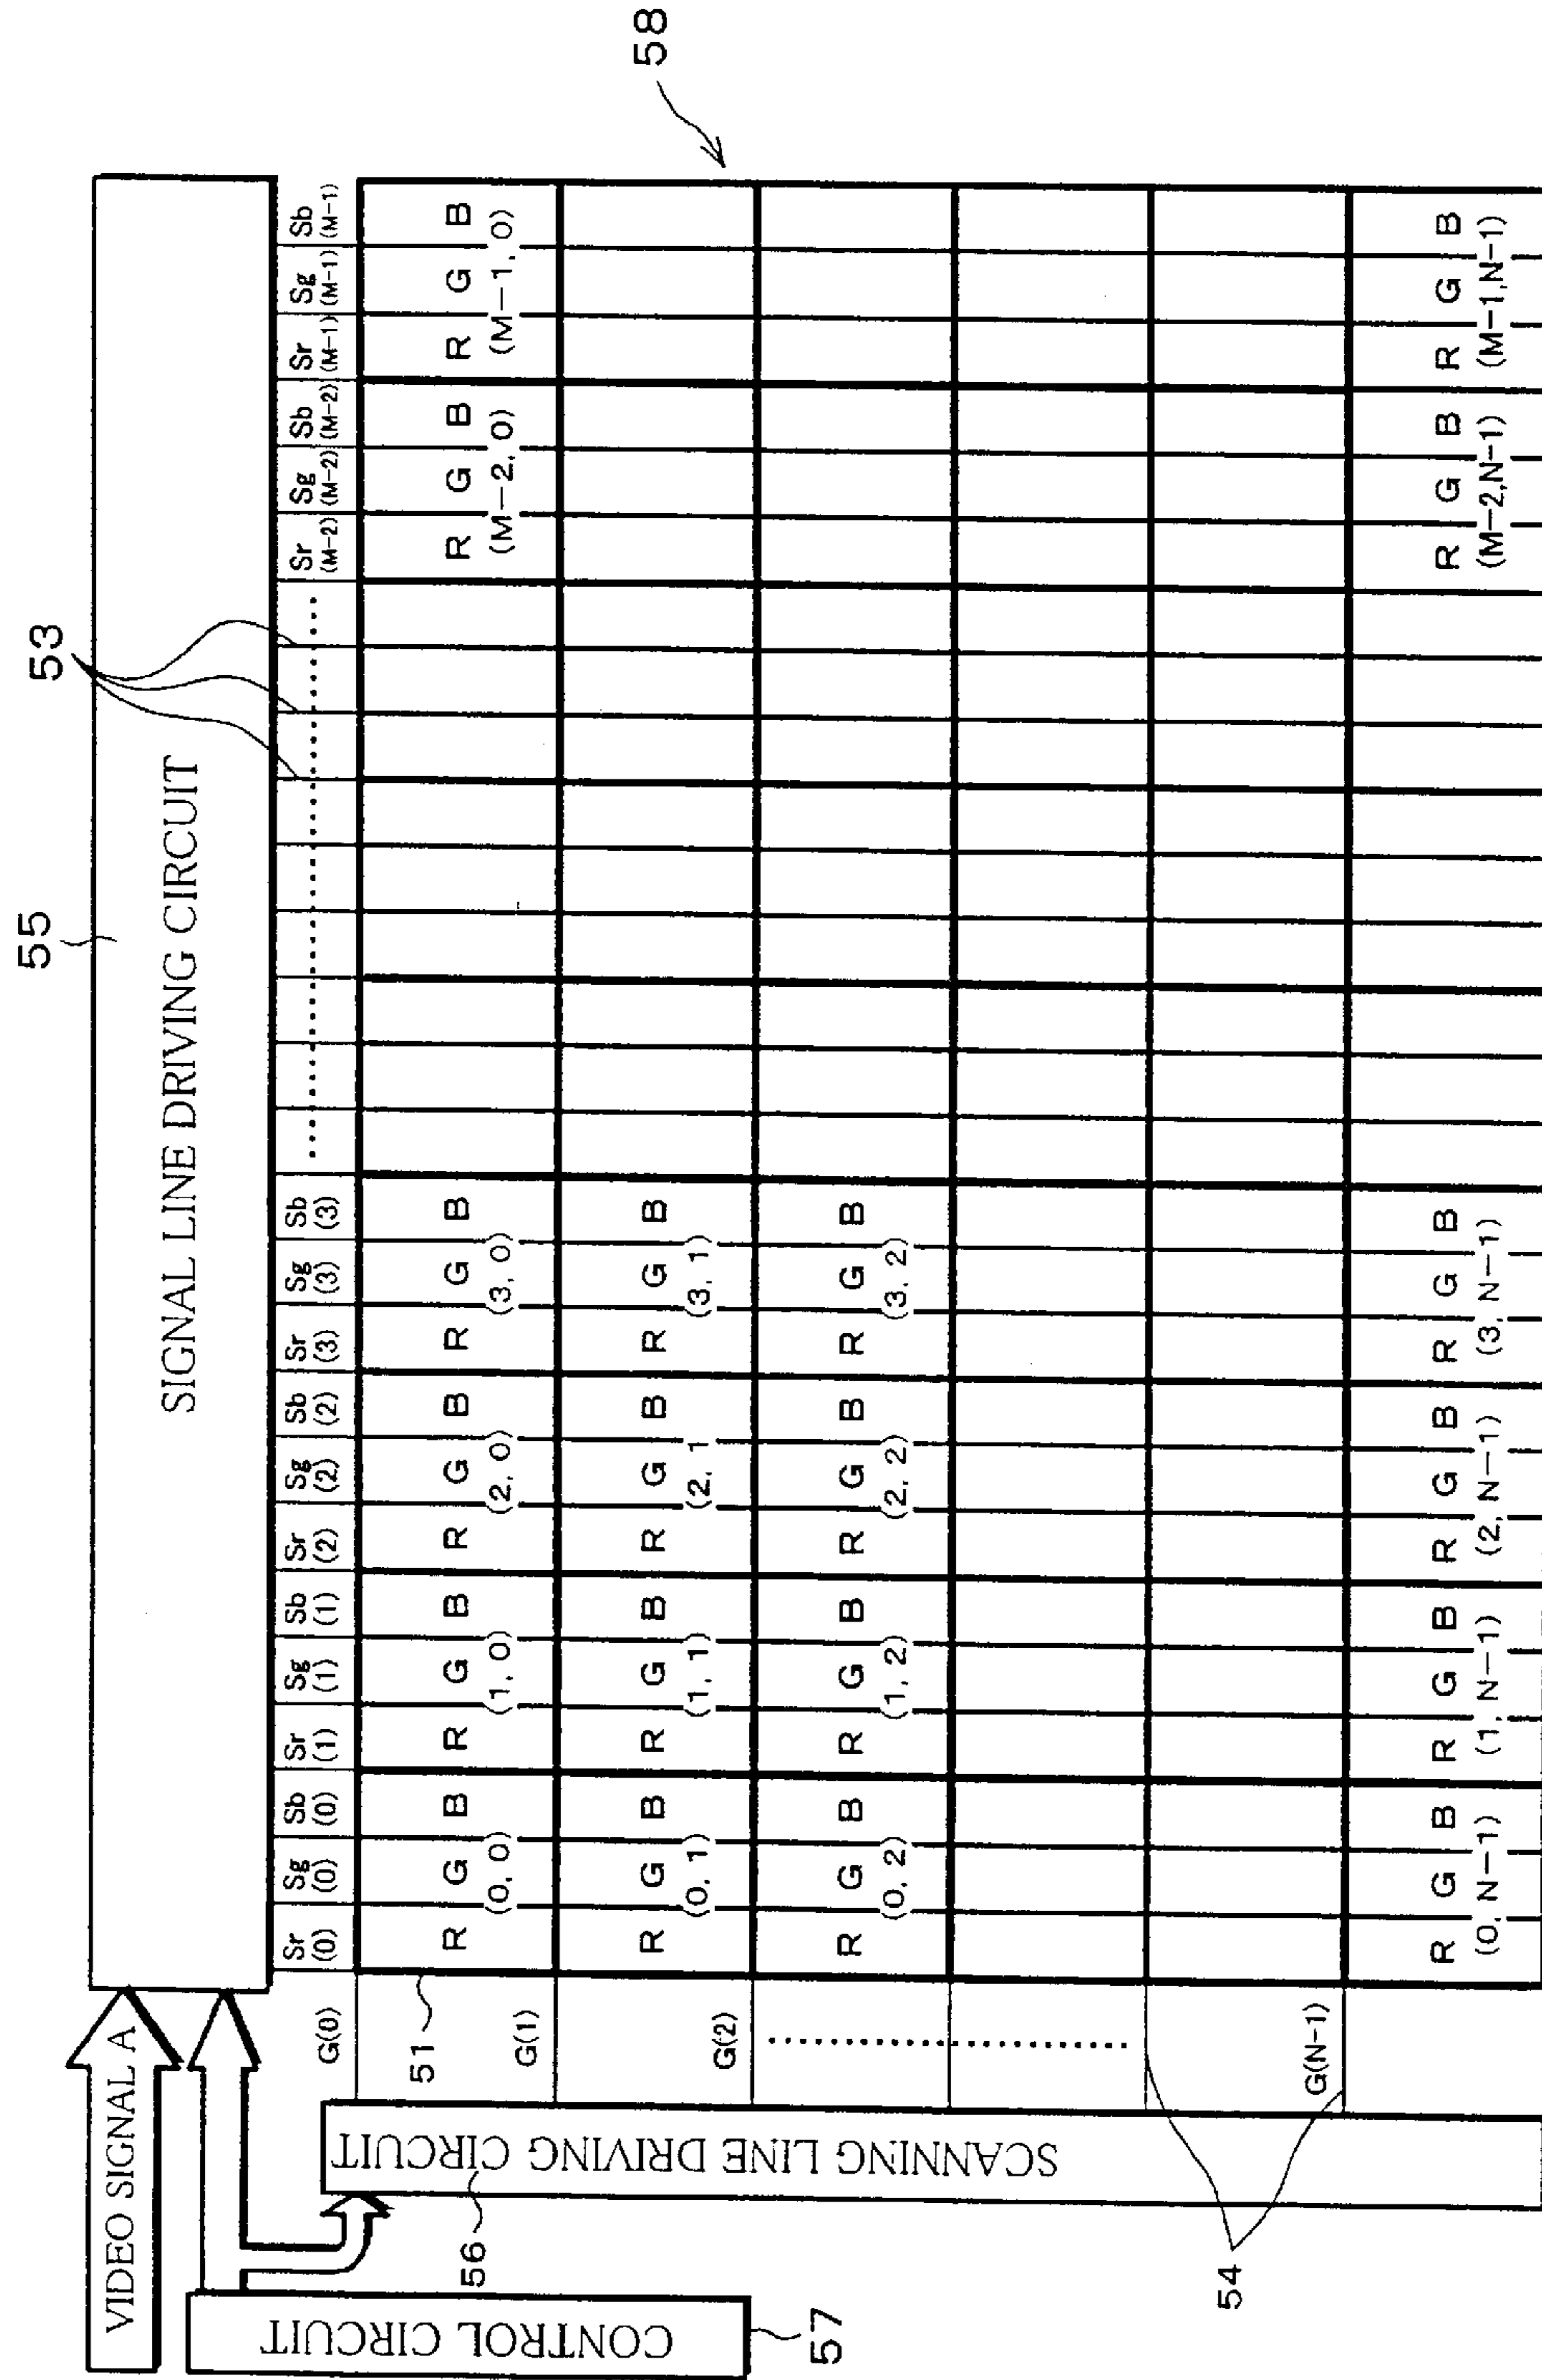 55
53
58
VIDEO SIGNAL A
SIGNAL LINE DRIVING CIRCUIT
CONTROL CIRCUIT
57
56
SCANNING LINE DRIVING CIRCUIT
54
51
Sr Sg Sb Sr Sg Sb Sr Sg Sb Sr Sg Sb ........ Sr Sg Sb Sr Sg Sb
(0) (0) (0) (1) (1) (1) (2) (2) (2) (3) (3) (3) (M-2) (M-2) (M-2) (M-1) (M-1) (M-1)
G(0)
R G B R G B R G B R G B R G B R G B
(0, 0) (1, 0) (2, 0) (3, 0) (M-2, 0) (M-1, 0)
G(1)
R G B R G B R G B R G B
(0, 1) (1, 1) (2, 1 (3, 1)
G(2)
R G B R G B R G B R G B
(0, 2) (1, 2) (2, 2) (3, 2)
........
G(N-1)
R G B R G B R G B R G B R G B R G B
(0, N-1) (1, N-1) (2, N-1) (3, N-1) (M-2,N-1) (M-1,N-1)